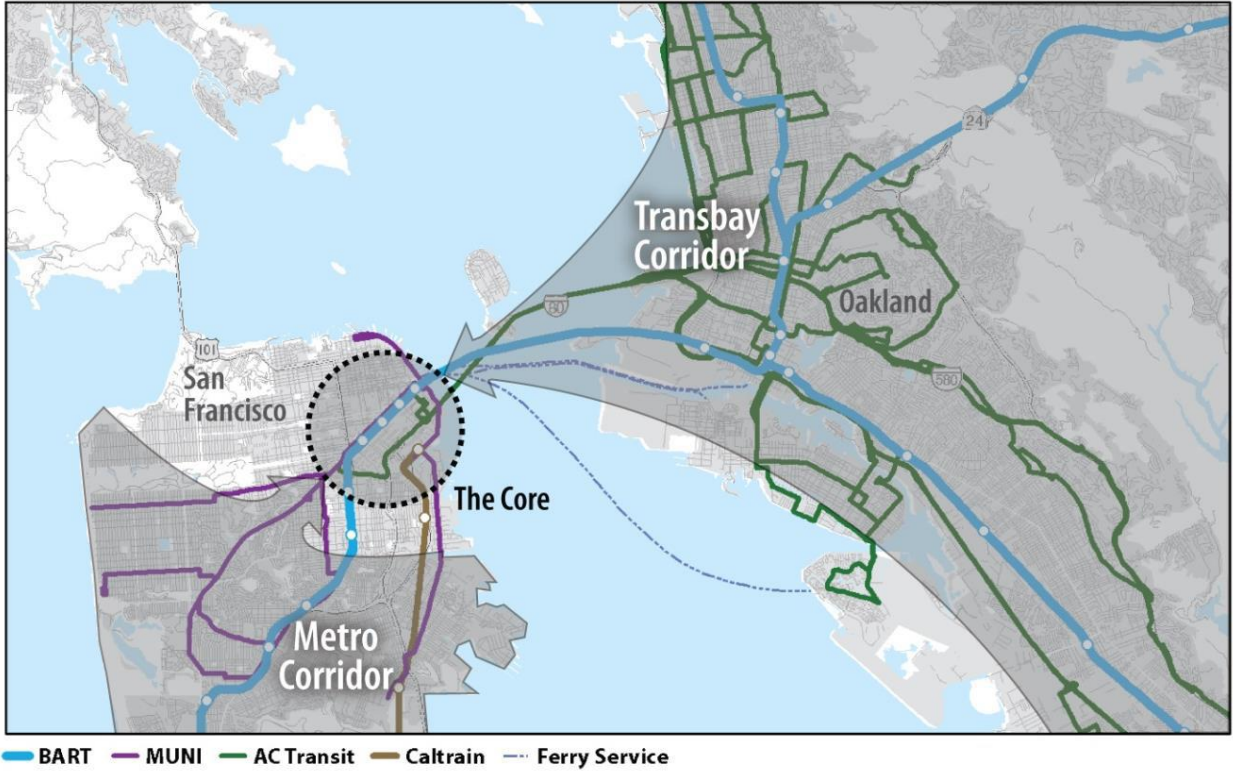 24
Transbay
Corridor
80
Oakland
101
San
Francisco
580
The Core
Metro
Corridor
BART
MUNI
AC Transit
Caltrain
Ferry Service